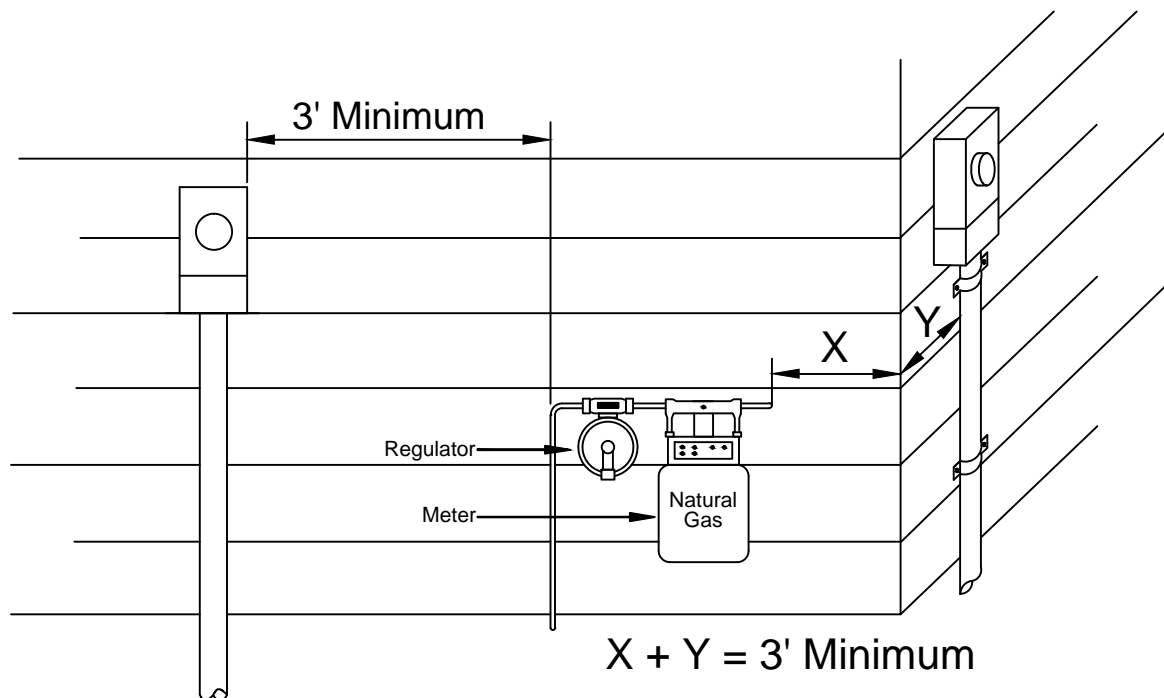 3' Minimum
X
Y
Regulator
Meter
Natural
Gas
X + Y = 3' Minimum